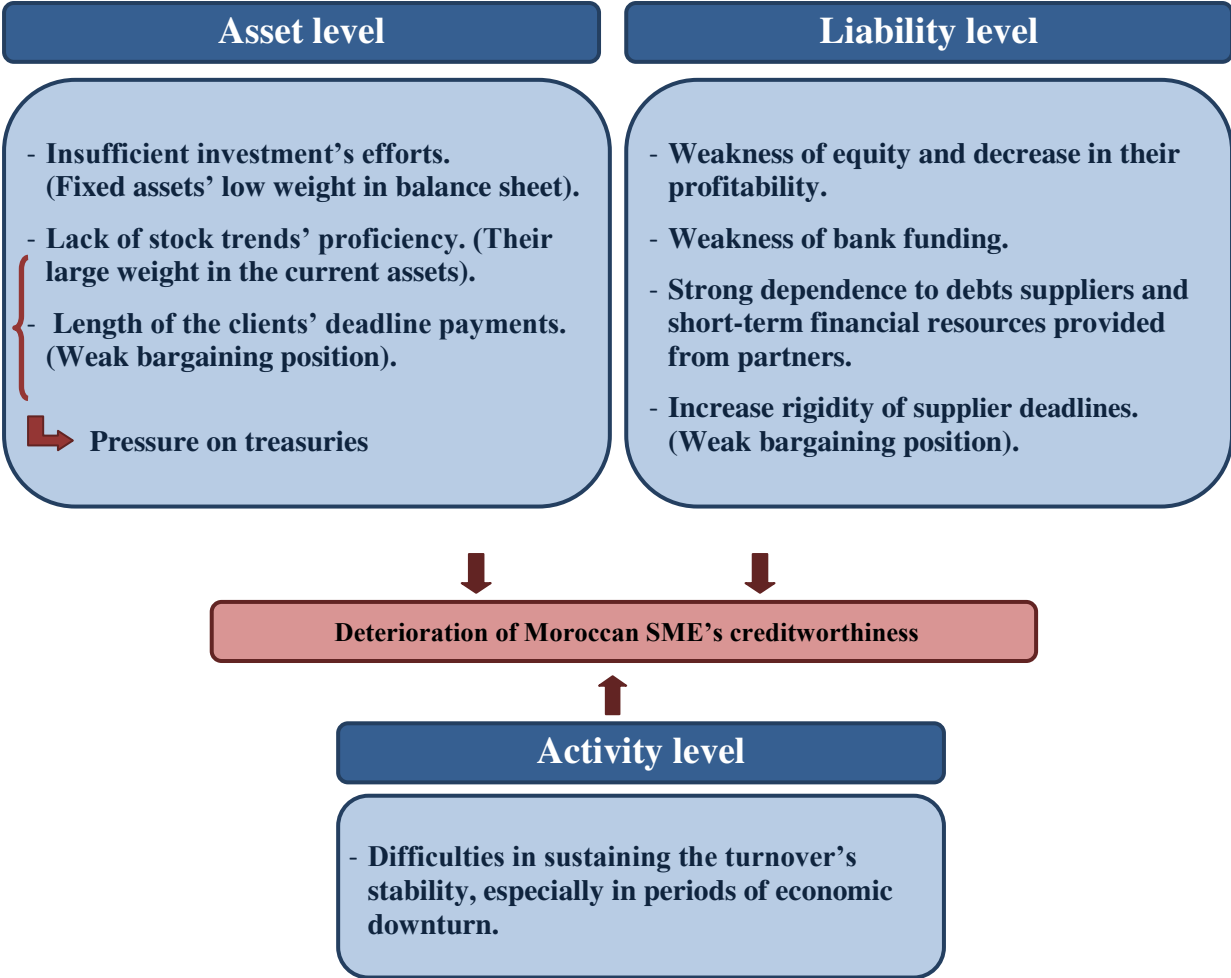 Asset level
- Insufficient investment's efforts.
(Fixed assets' low weight in balance sheet).
- Lack of stock trends' proficiency. (Their
large weight in the current assets).
- Length of the clients' deadline payments.
(Weak bargaining position).
Pressure on treasuries
Liability level
- Weakness of equity and decrease in their
profitability.
- Weakness of bank funding.
- Strong dependence to debts suppliers and
short-term financial resources provided
from partners.
- Increase rigidity of supplier deadlines.
(Weak bargaining position).
Deterioration of Moroccan SME's creditworthiness
Activity level
- Difficulties in sustaining the turnover's
stability, especially in periods of economic
downturn.